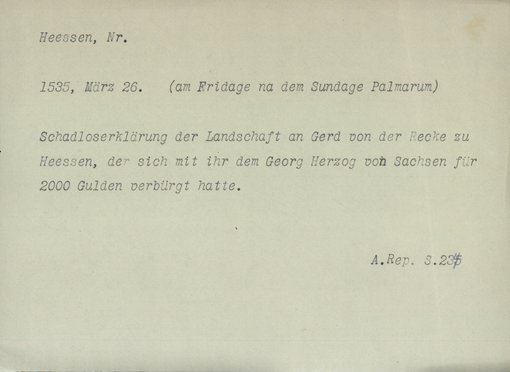 Heessen, Nr.
1535, März 26. (am Fridage na dem Sundage Palmarum)
Schadloserklärung der Landschaft an Gerd von der Recke zu
Heessen, der sich mit ihr dem Georg Herzog von Sachsen für
2000 Gulden verbürgt hatte.
A.Rep. S.234